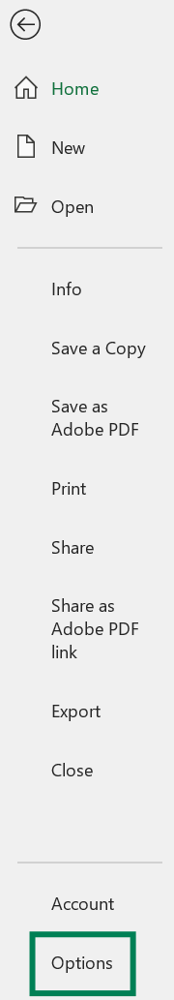 Home
New
Open
Info
Save a Copy
Save as
Adobe PDF
Print
Share
Share as
Adobe PDF
link
Export
Close
Account
Options